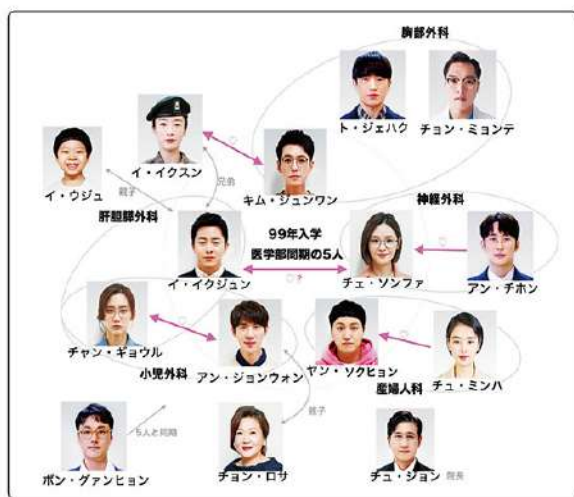 胸部外科
ト・ジェハク
チョン・ミョンテ
イ・イクスン
イ・ウジュ
キム・ジュンワン
親子
兄弟
肝胆膵外科
神経外科
99年入学
医学部同期の5人
イ・イクジュン
♡?
チェ・ソンファ
アン・チホン
チャン・ギョウル
小児外科
アン・ジョンウォン
ヤン・ソクヒョン
チュ・ミンハ
産婦人科
5人と同期
親子
ボン・グァンヒョン
チョン・ロサ
チュ・ジョン
院長